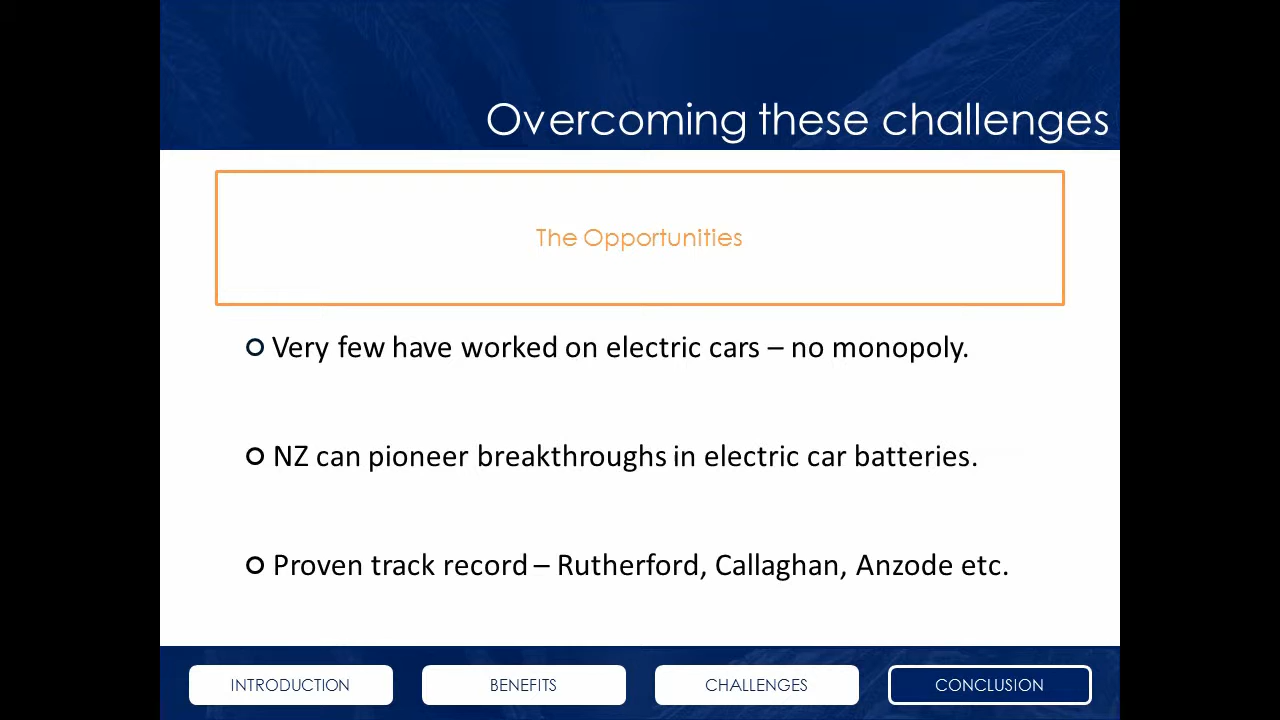 Overcoming these challenges
The Opportunities
Very few have worked on electric cars – no monopoly.
NZ can pioneer breakthroughs in electric car batteries.
Proven track record – Rutherford, Callaghan, Anzode etc.
INTRODUCTION
BENEFITS
CHALLENGES
CONCLUSION